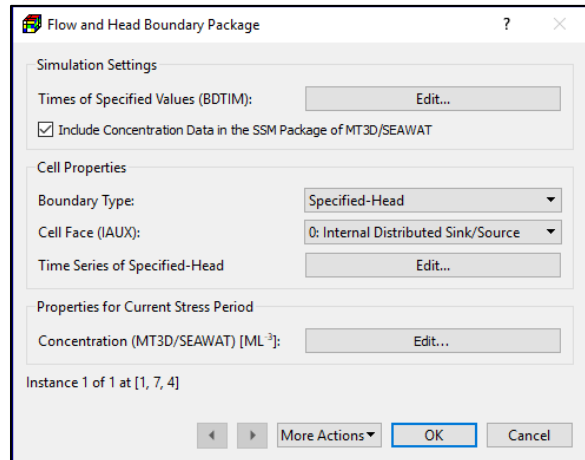 Flow and Head Boundary Package
?
Simulation Settings
Times of Specified Values (BDTIM):
Edit...
Include Concentration Data in the SSM Package of MT3D/SEAWAT
Cell Properties
Boundary Type:
Specified-Head
Cell Face (IAUX):
0: Internal Distributed Sink/Source
Time Series of Specified-Head
Edit...
Properties for Current Stress Period
Concentration (MT3D/SEAWAT) [ML⁻³]:
Edit...
Instance 1 of 1 at [1, 7, 4]
More Actions
OK
Cancel